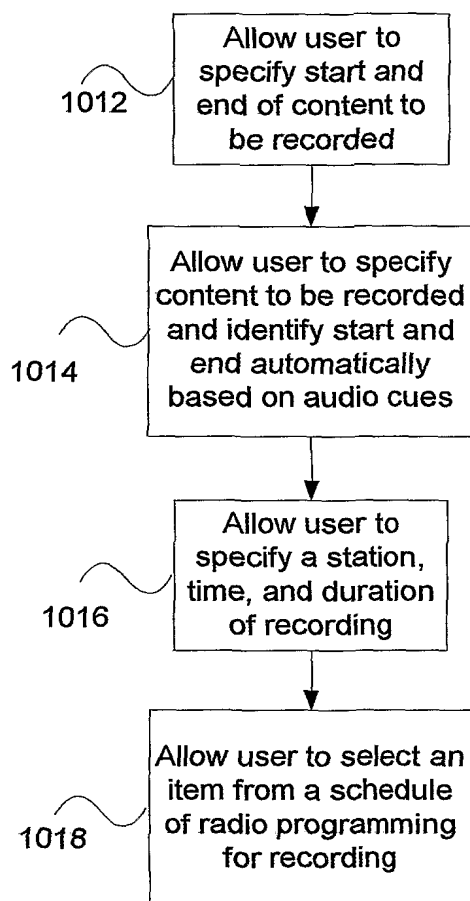 Allow user to
specify start and
end of content to
be recorded
1012
Allow user to specify
content to be recorded
and identify start and
end automatically
based on audio cues
1014
Allow user to
specify a station,
time, and duration
of recording
1016
Allow user to select an
item from a schedule
of radio programming
for recording
1018